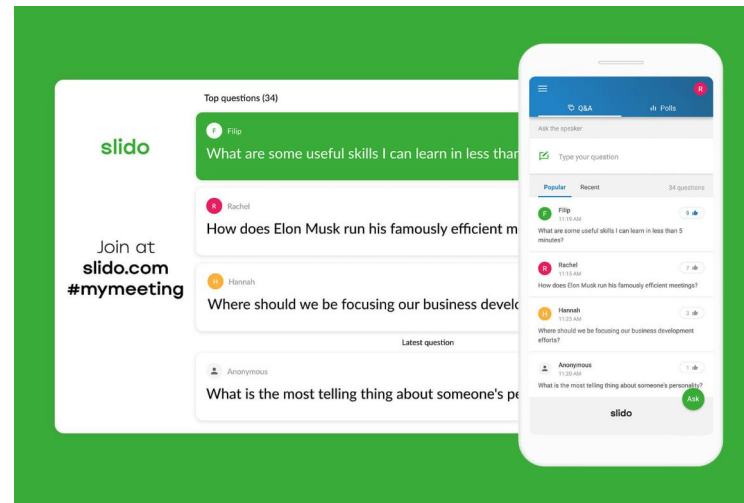 slido
Join at
slido.com
#mymeeting
Top questions (34)
F
Filip
What are some useful skills I can learn in less than
R
Rachel
How does Elon Musk run his famously efficient m
H
Hannah
Where should we be focusing our business develo
Latest question
Anonymous
What is the most telling thing about someone's pe
R
Q&A
Polls
Ask the speaker
Type your question
Popular
Recent
34 questions
F
Filip
11:19 AM
9
What are some useful skills I can learn in less than 5
minutes?
R
Rachel
11:15 AM
7
How does Elon Musk run his famously efficient meetings?
H
Hannah
11:25 AM
3
Where should we be focusing our business development
efforts?
Anonymous
11:20 AM
1
What is the most telling thing about someone's personality?
Ask
slido